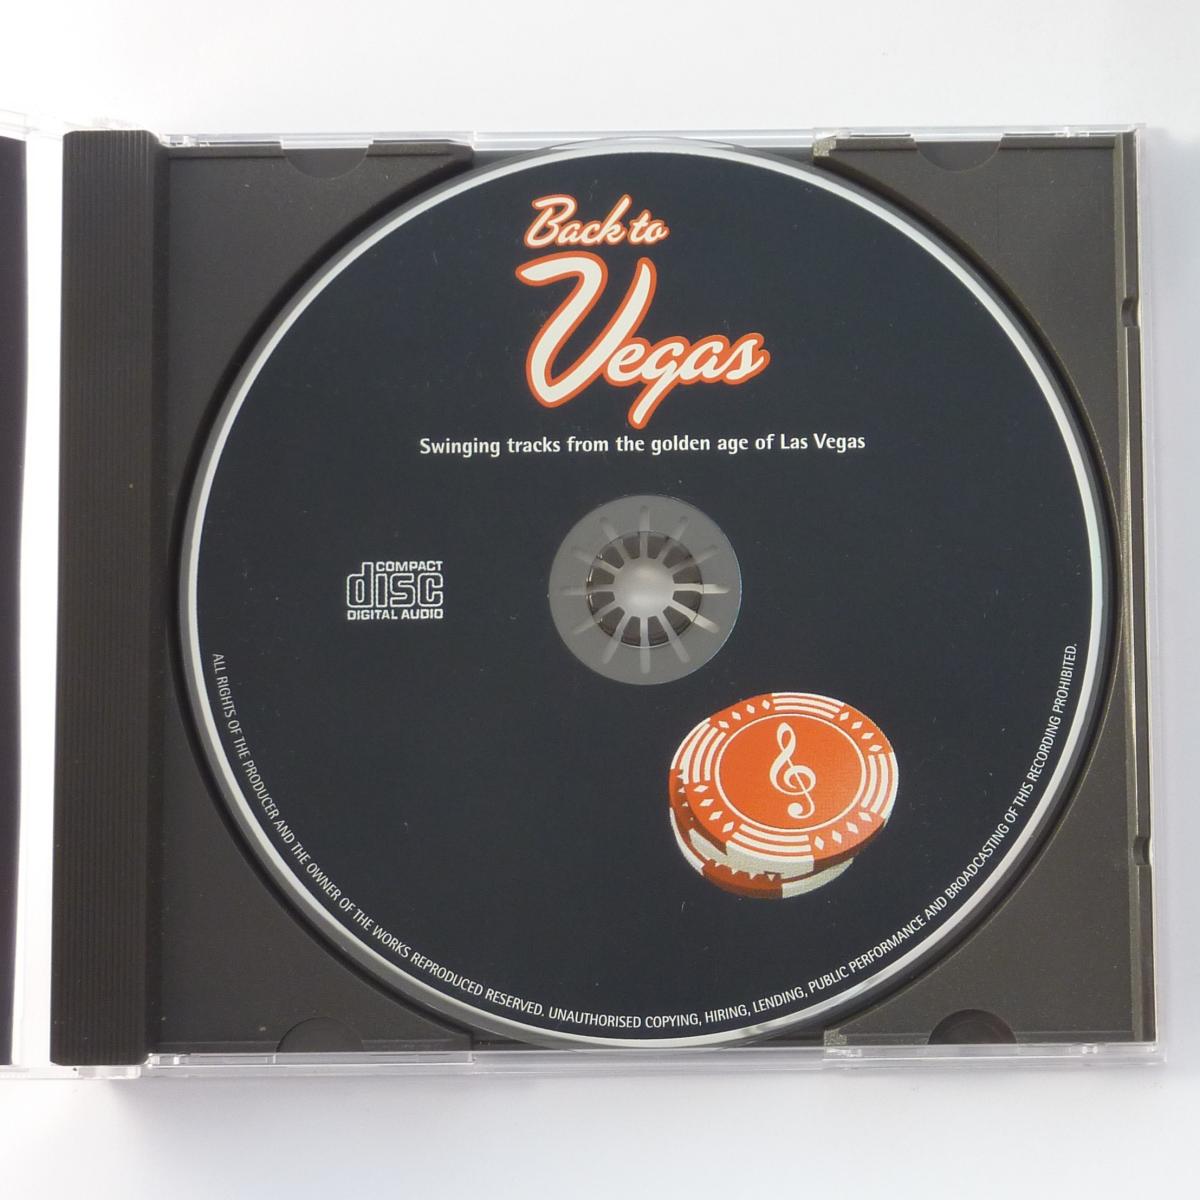 Back to
Vegas
Swinging tracks from the golden age of Las Vegas
COMPACT
disc
DIGITAL AUDIO
ALL RIGHTS OF THE PRODUCER AND THE OWNER OF THE WORKS REPRODUCED RESERVED. UNAUTHORISED COPYING, HIRING, LENDING, PUBLIC PERFORMANCE AND BROADCASTING OF THIS RECORDING PROHIBITED.